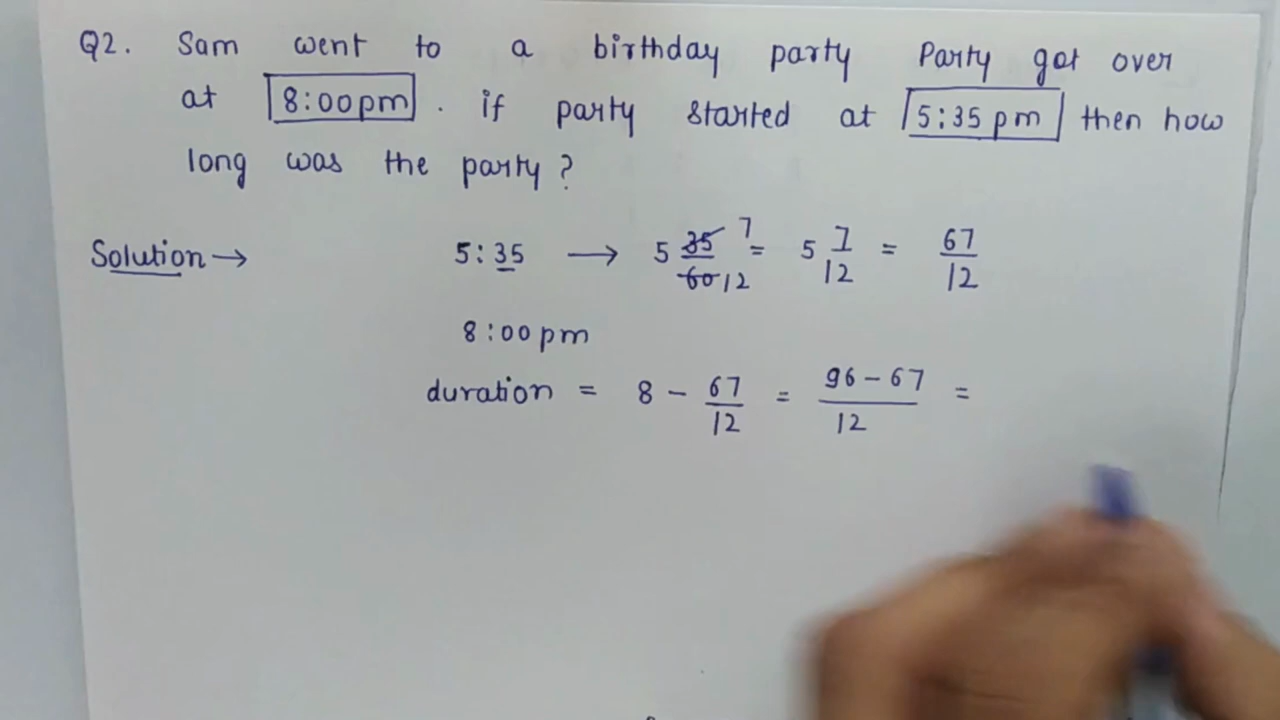 Q2. Sam went to a birthday party Party got over
at 8:00pm . if party started at 5:35 pm then how
long was the party ?
Solution → 5:35 → 5 35/60 7 12 = 5 7/12 = 67/12
8:00pm
duration = 8 - 67/12 = 96-67/12 =